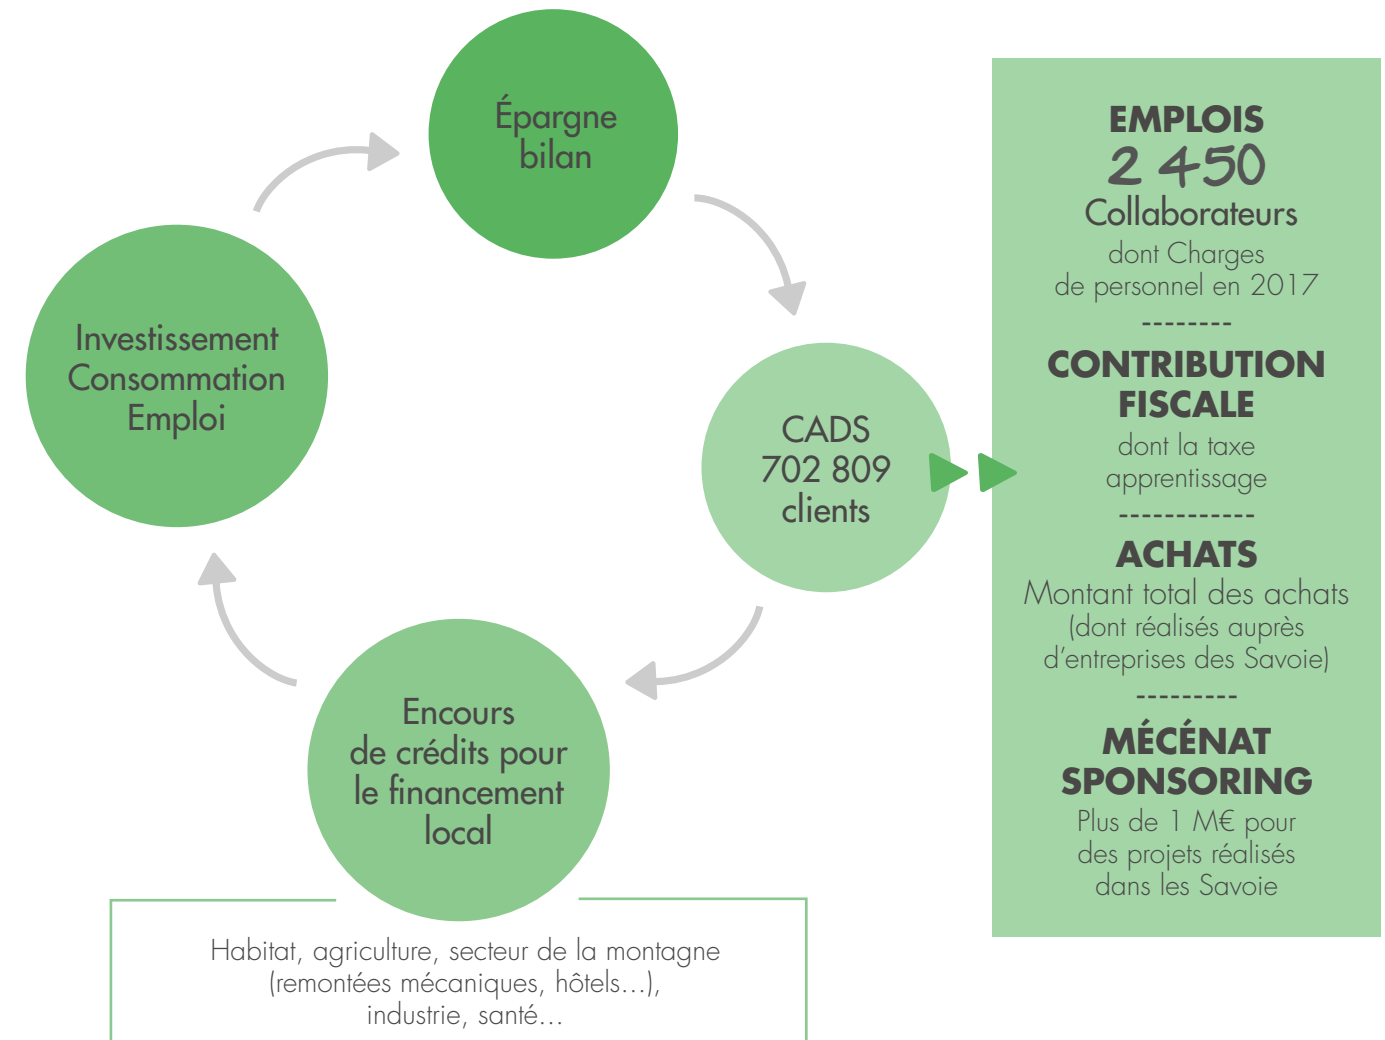 Épargne
bilan
Investissement
Consommation
Emploi
CADS
702 809
clients
Encours
de crédits pour
le financement
local
Habitat, agriculture, secteur de la montagne
(remontées mécaniques, hôtels...),
industrie, santé...
EMPLOIS
2 450
Collaborateurs
dont Charges
de personnel en 2017
--------
CONTRIBUTION
FISCALE
dont la taxe
apprentissage
------------
ACHATS
Montant total des achats
(dont réalisés auprès
d'entreprises des Savoie)
---------
MÉCÉNAT
SPONSORING
Plus de 1 M€ pour
des projets réalisés
dans les Savoie